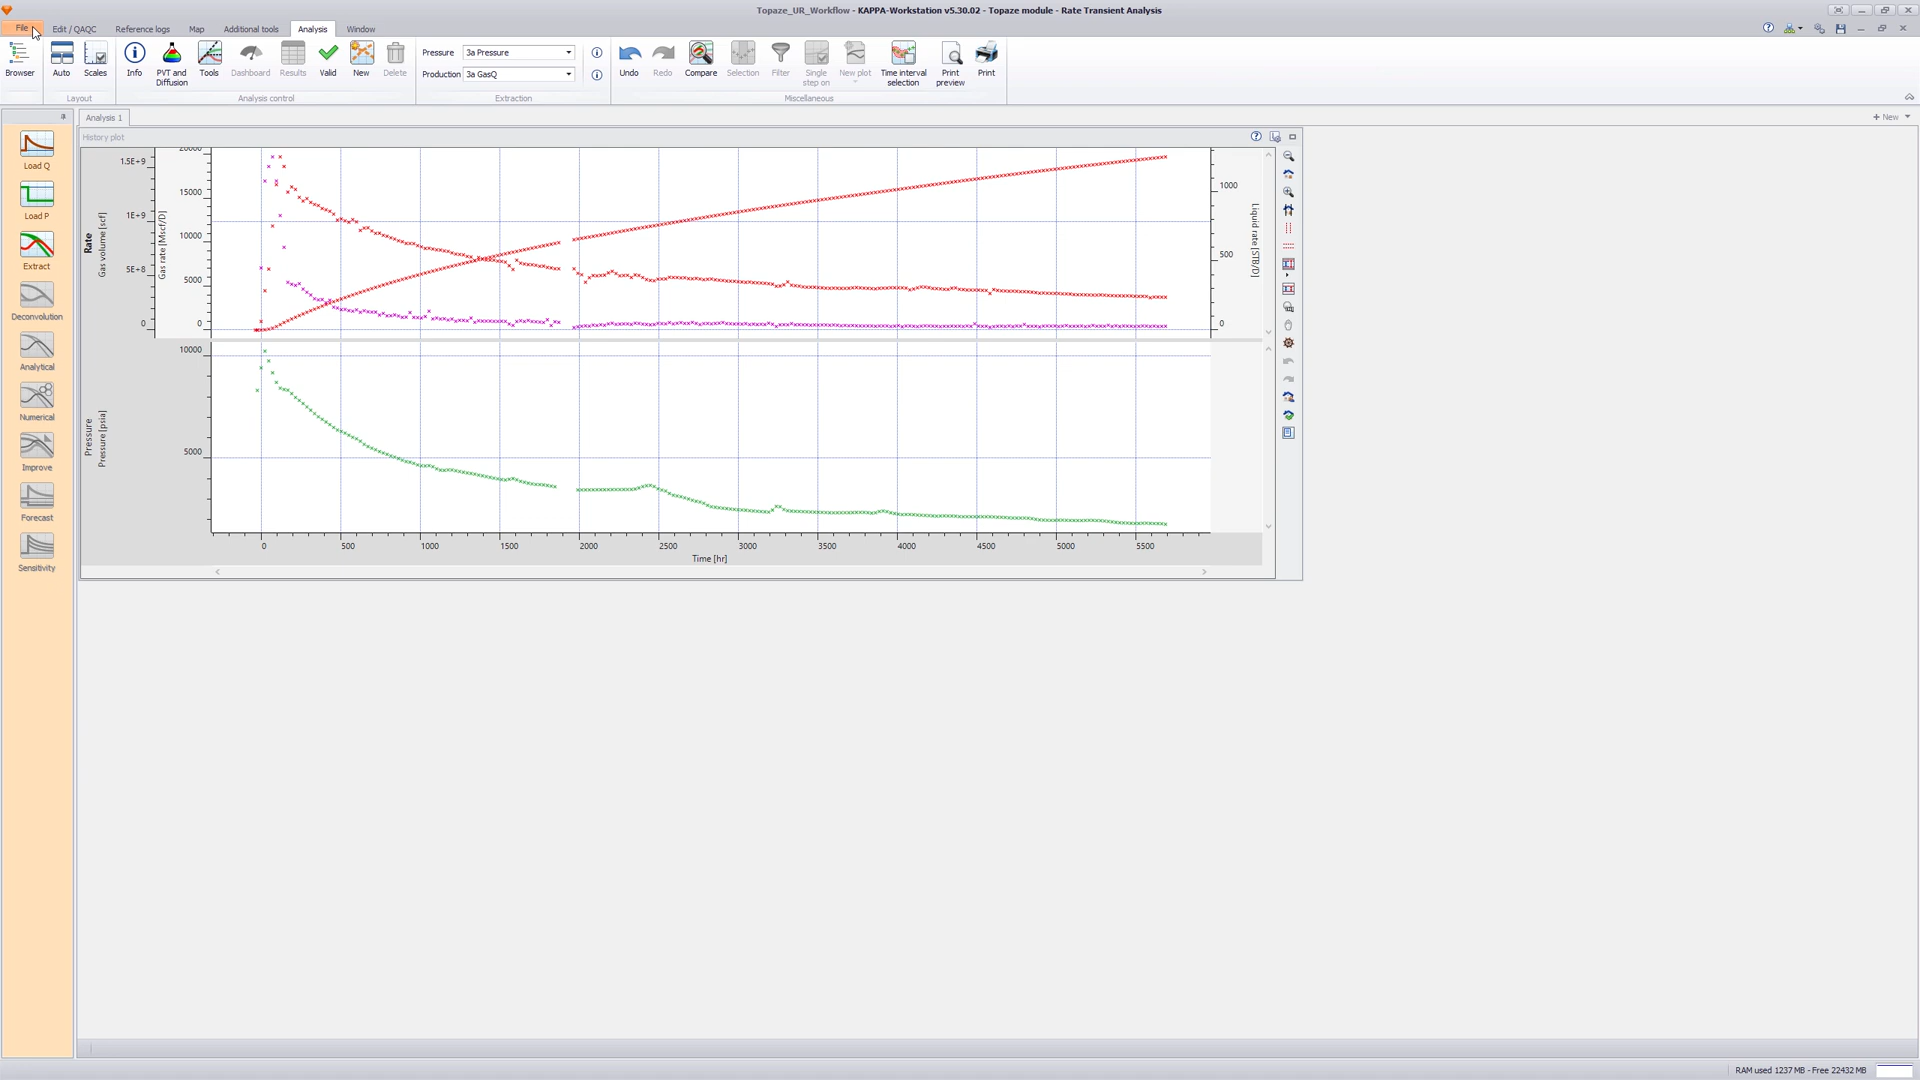 Topaze_UR_Workflow - KAPPA-Workstation v5.30.02 - Topaze module - Rate Transient Analysis
File
Edit / QAQC
Reference logs
Map
Additional tools
Analysis
Window
Browser
Auto
Scales
Layout
Info
PVT and Diffusion
Tools
Dashboard
Results
Valid
New
Delete
Analysis control
Pressure
3a Pressure
Production
3a GasQ
Extraction
Undo
Redo
Compare
Selection
Filter
Single step on
New plot
Time interval selection
Print preview
Print
Miscellaneous
Analysis 1
+ New
Load Q
Load P
Extract
Deconvolution
Analytical
Numerical
Improve
Forecast
Sensitivity
History plot
Rate
Gas volume [scf]
1.5E+9
1E+9
5E+8
0
Gas rate [Mscf/D]
20000
15000
10000
5000
0
1000
500
0
Liquid rate [STB/D]
Pressure
Pressure [psia]
10000
5000
0
500
1000
1500
2000
2500
3000
3500
4000
4500
5000
5500
Time [hr]
RAM used 1237 MB - Free 22432 MB